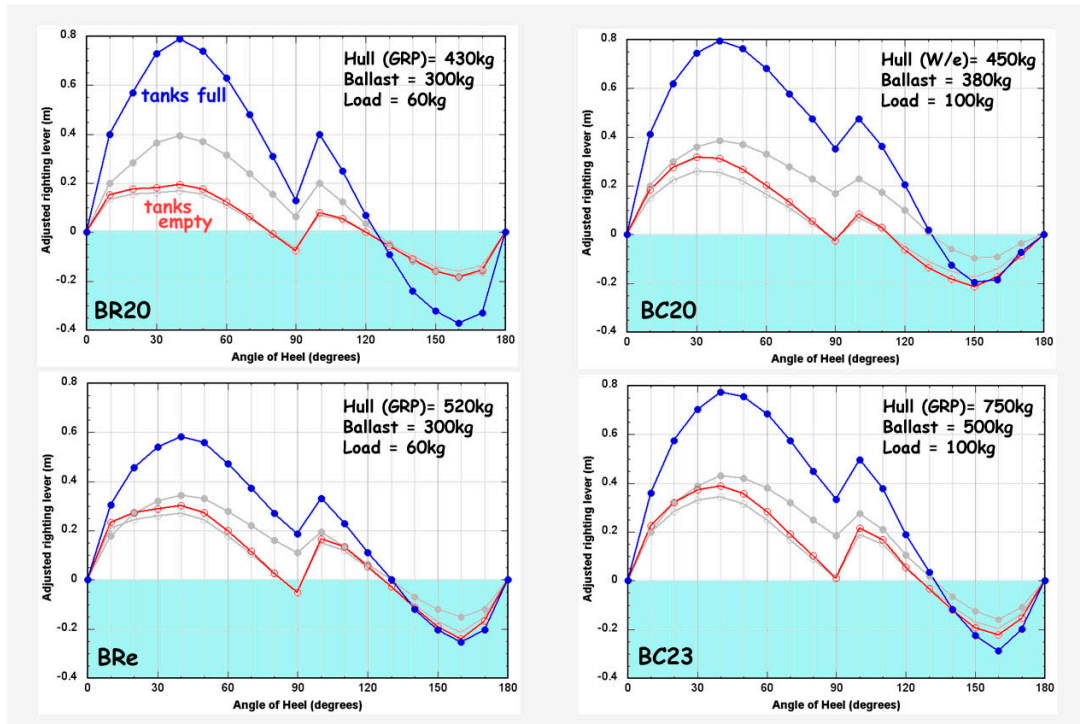 0.8
0.6
0.4
0.2
0
-0.2
-0.4
Adjusted righting lever (m)
Hull (GRP)= 430kg
Ballast = 300kg
Load = 60kg
tanks full
tanks
empty
BR20
0 30 60 90 120 150 180
Angle of Heel (degrees)
0.8
0.6
0.4
0.2
0
-0.2
-0.4
Adjusted righting lever (m)
Hull (W/e)= 450kg
Ballast = 380kg
Load = 100kg
BC20
0 30 60 90 120 150 180
Angle of Heel (degrees)
0.8
0.6
0.4
0.2
0
-0.2
-0.4
Adjusted righting lever (m)
Hull (GRP)= 520kg
Ballast = 300kg
Load = 60kg
BRe
0 30 60 90 120 150 180
Angle of Heel (degrees)
0.8
0.6
0.4
0.2
0
-0.2
-0.4
Adjusted righting lever (m)
Hull (GRP)= 750kg
Ballast = 500kg
Load = 100kg
BC23
0 30 60 90 120 150 180
Angle of Heel (degrees)